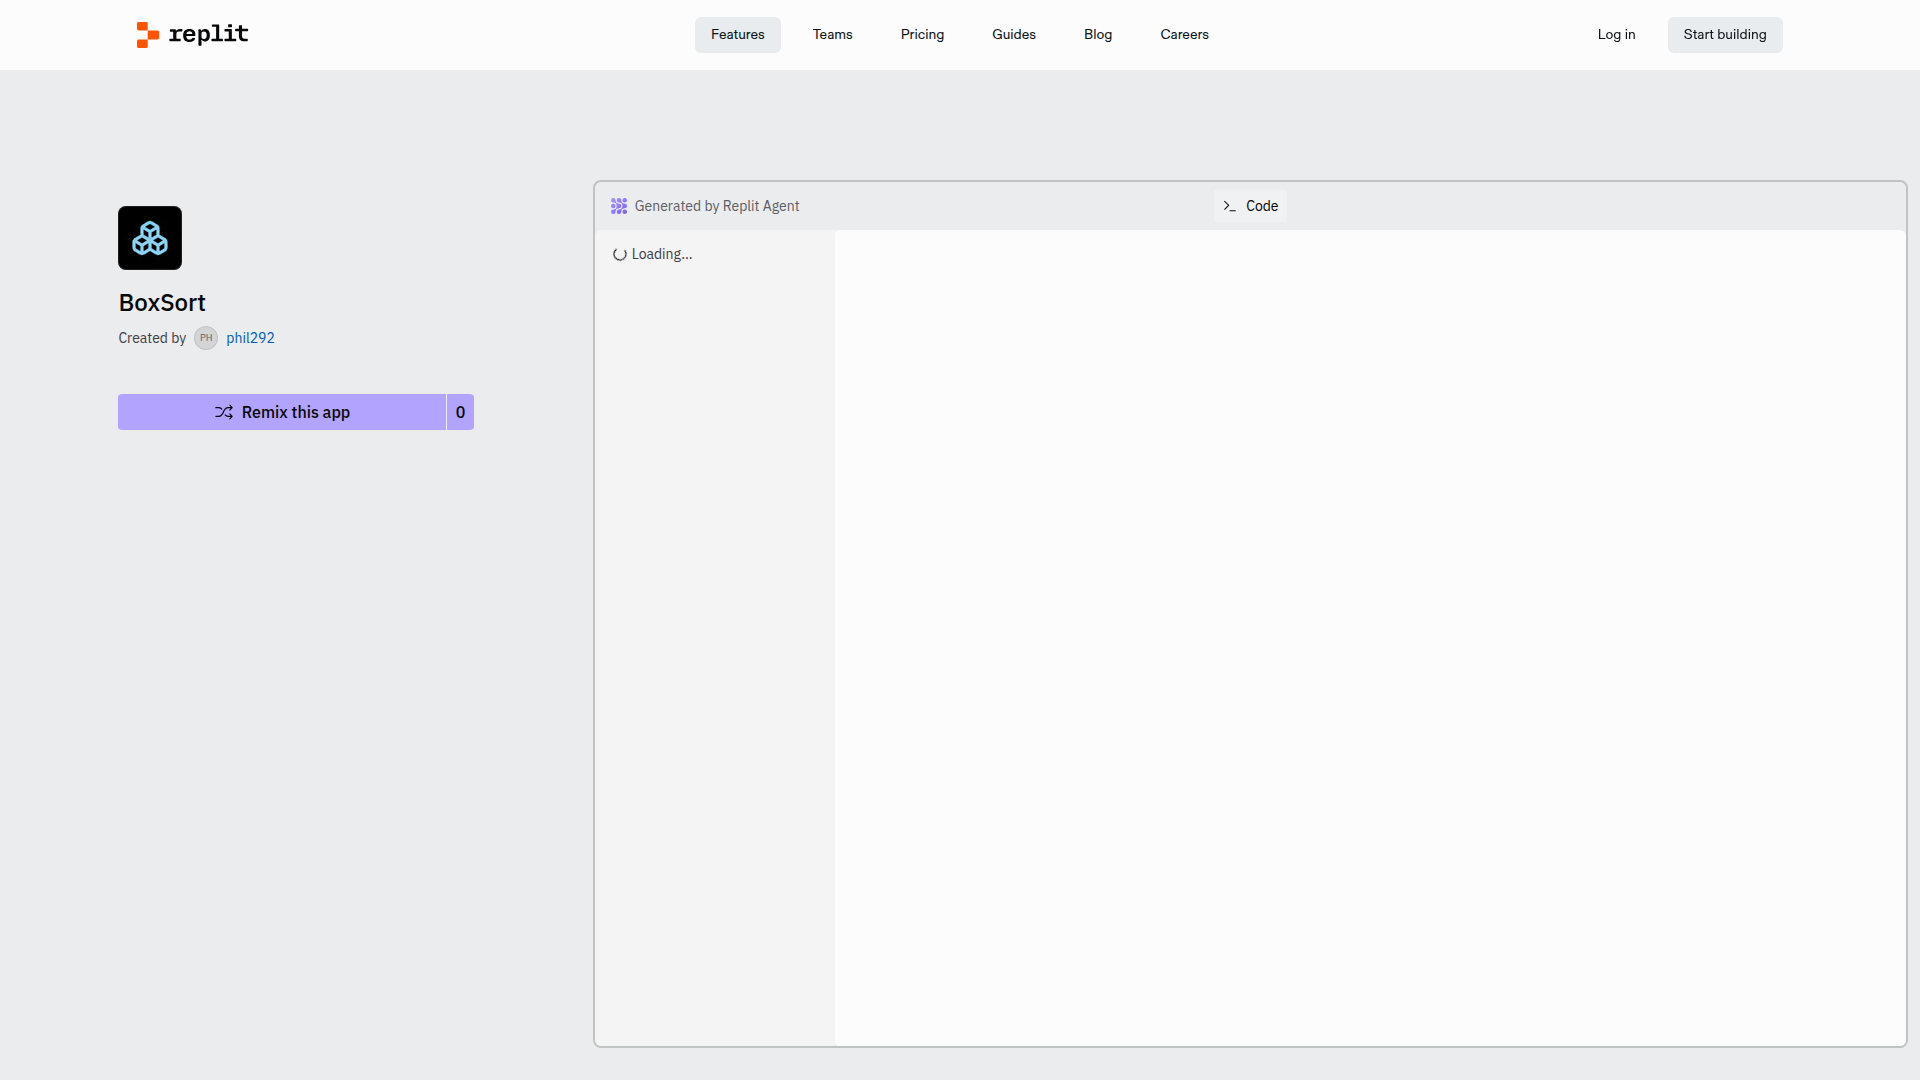 replit
Features Teams Pricing Guides Blog Careers
Log in Start building
Generated by Replit Agent
Code
Loading...
BoxSort
Created by PH phil292
Remix this app 0